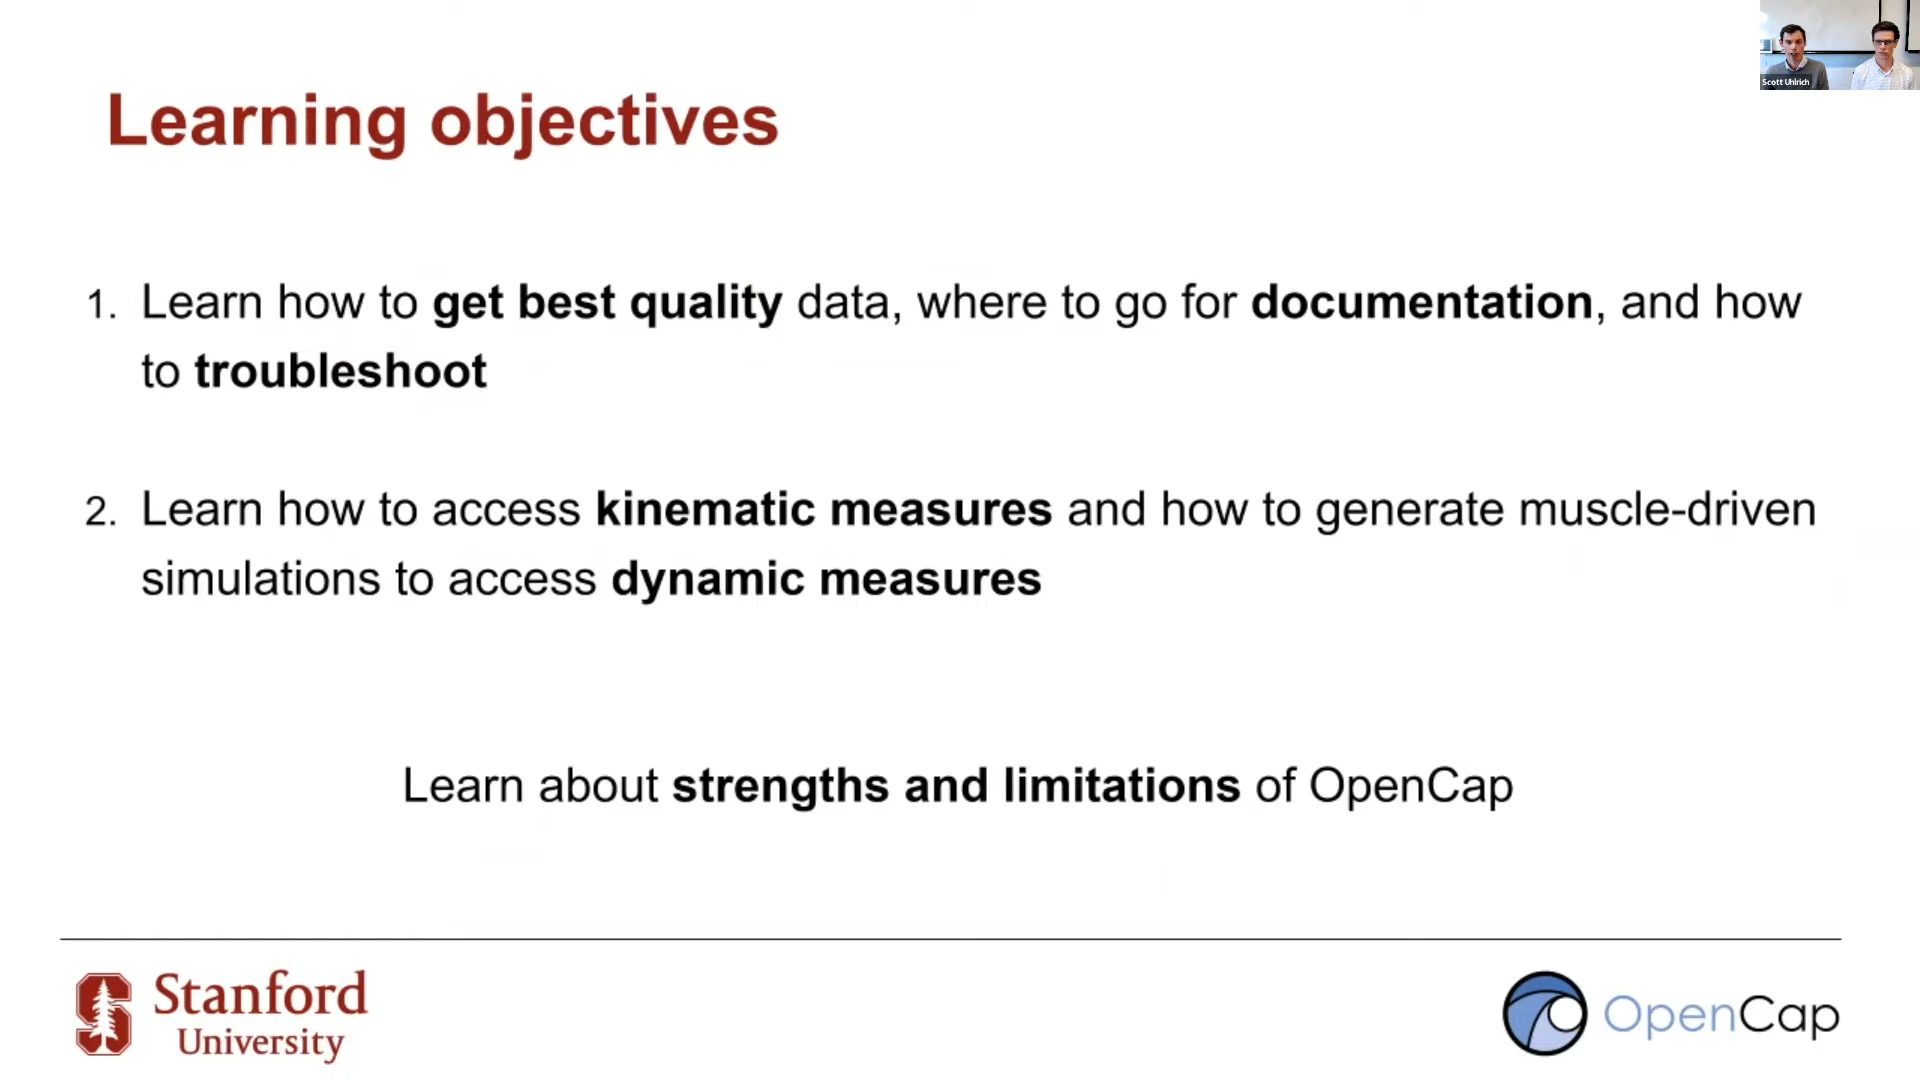 Scott Uhlrich
Learning objectives
1. Learn how to get best quality data, where to go for documentation, and how
to troubleshoot
2. Learn how to access kinematic measures and how to generate muscle-driven
simulations to access dynamic measures
Learn about strengths and limitations of OpenCap
Stanford
University
OpenCap